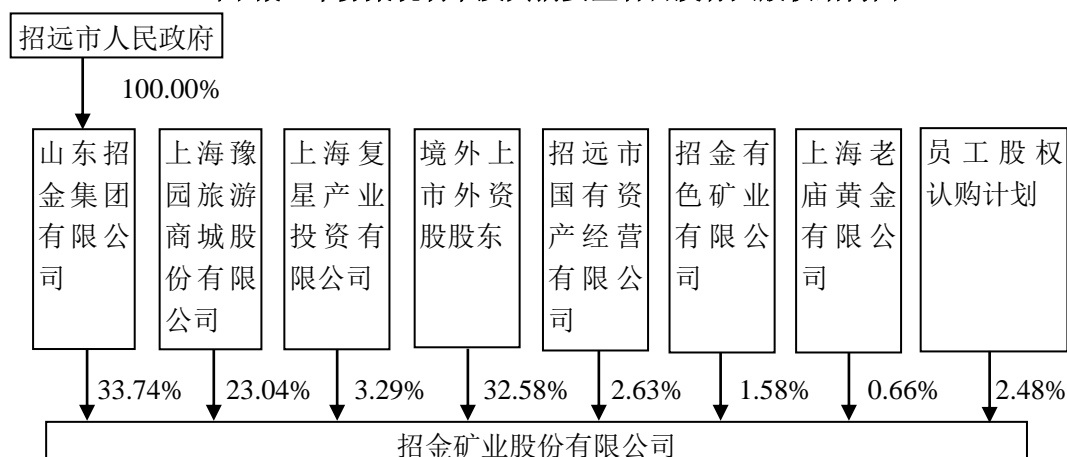 招远市人民政府
100.00%
山东招
金集团
有限公
司
上海豫
园旅游
商城股
份有限
公司
上海复
星产业
投资有
限公司
境外上
市外资
股股东
招远市
国有资
产经营
有限公
司
招金有
色矿业
有限公
司
上海老
庙黄金
有限公
司
员工股权
认购计划
33.74%
23.04%
3.29%
32.58%
2.63%
1.58%
0.66%
2.48%
招金矿业股份有限公司